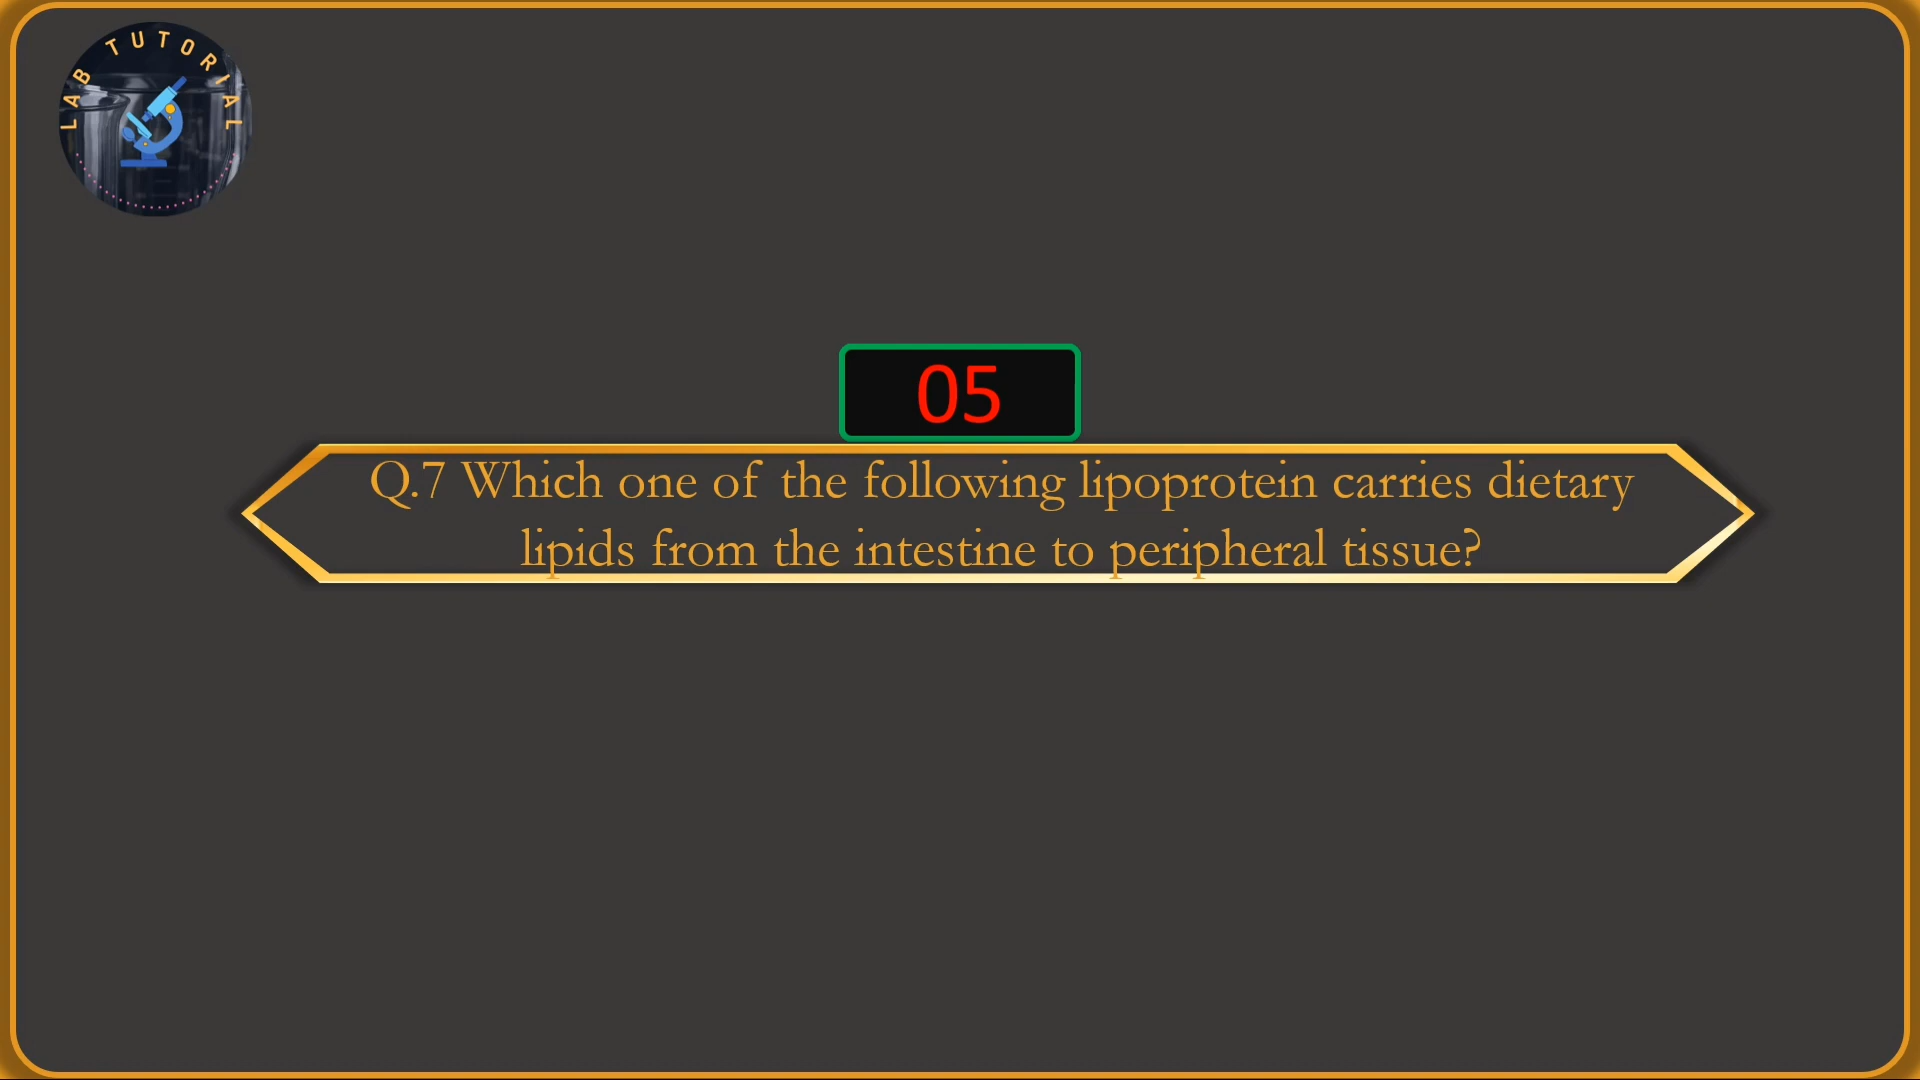 LAB TUTORIAL
05
Q.7 Which one of the following lipoprotein carries dietary
lipids from the intestine to peripheral tissue?